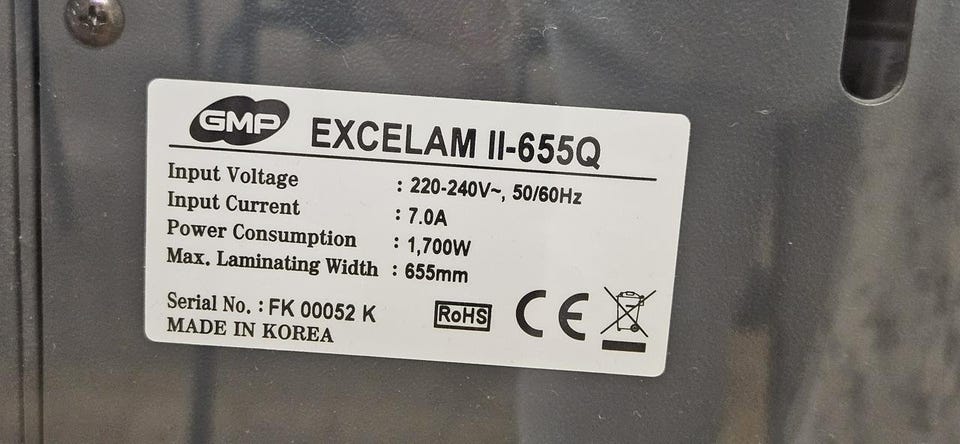 GMP EXCELAM II-655Q
Input Voltage : 220-240V~, 50/60Hz
Input Current : 7.0A
Power Consumption : 1,700W
Max. Laminating Width : 655mm
Serial No. : FK 00052 K
MADE IN KOREA
RoHS CE